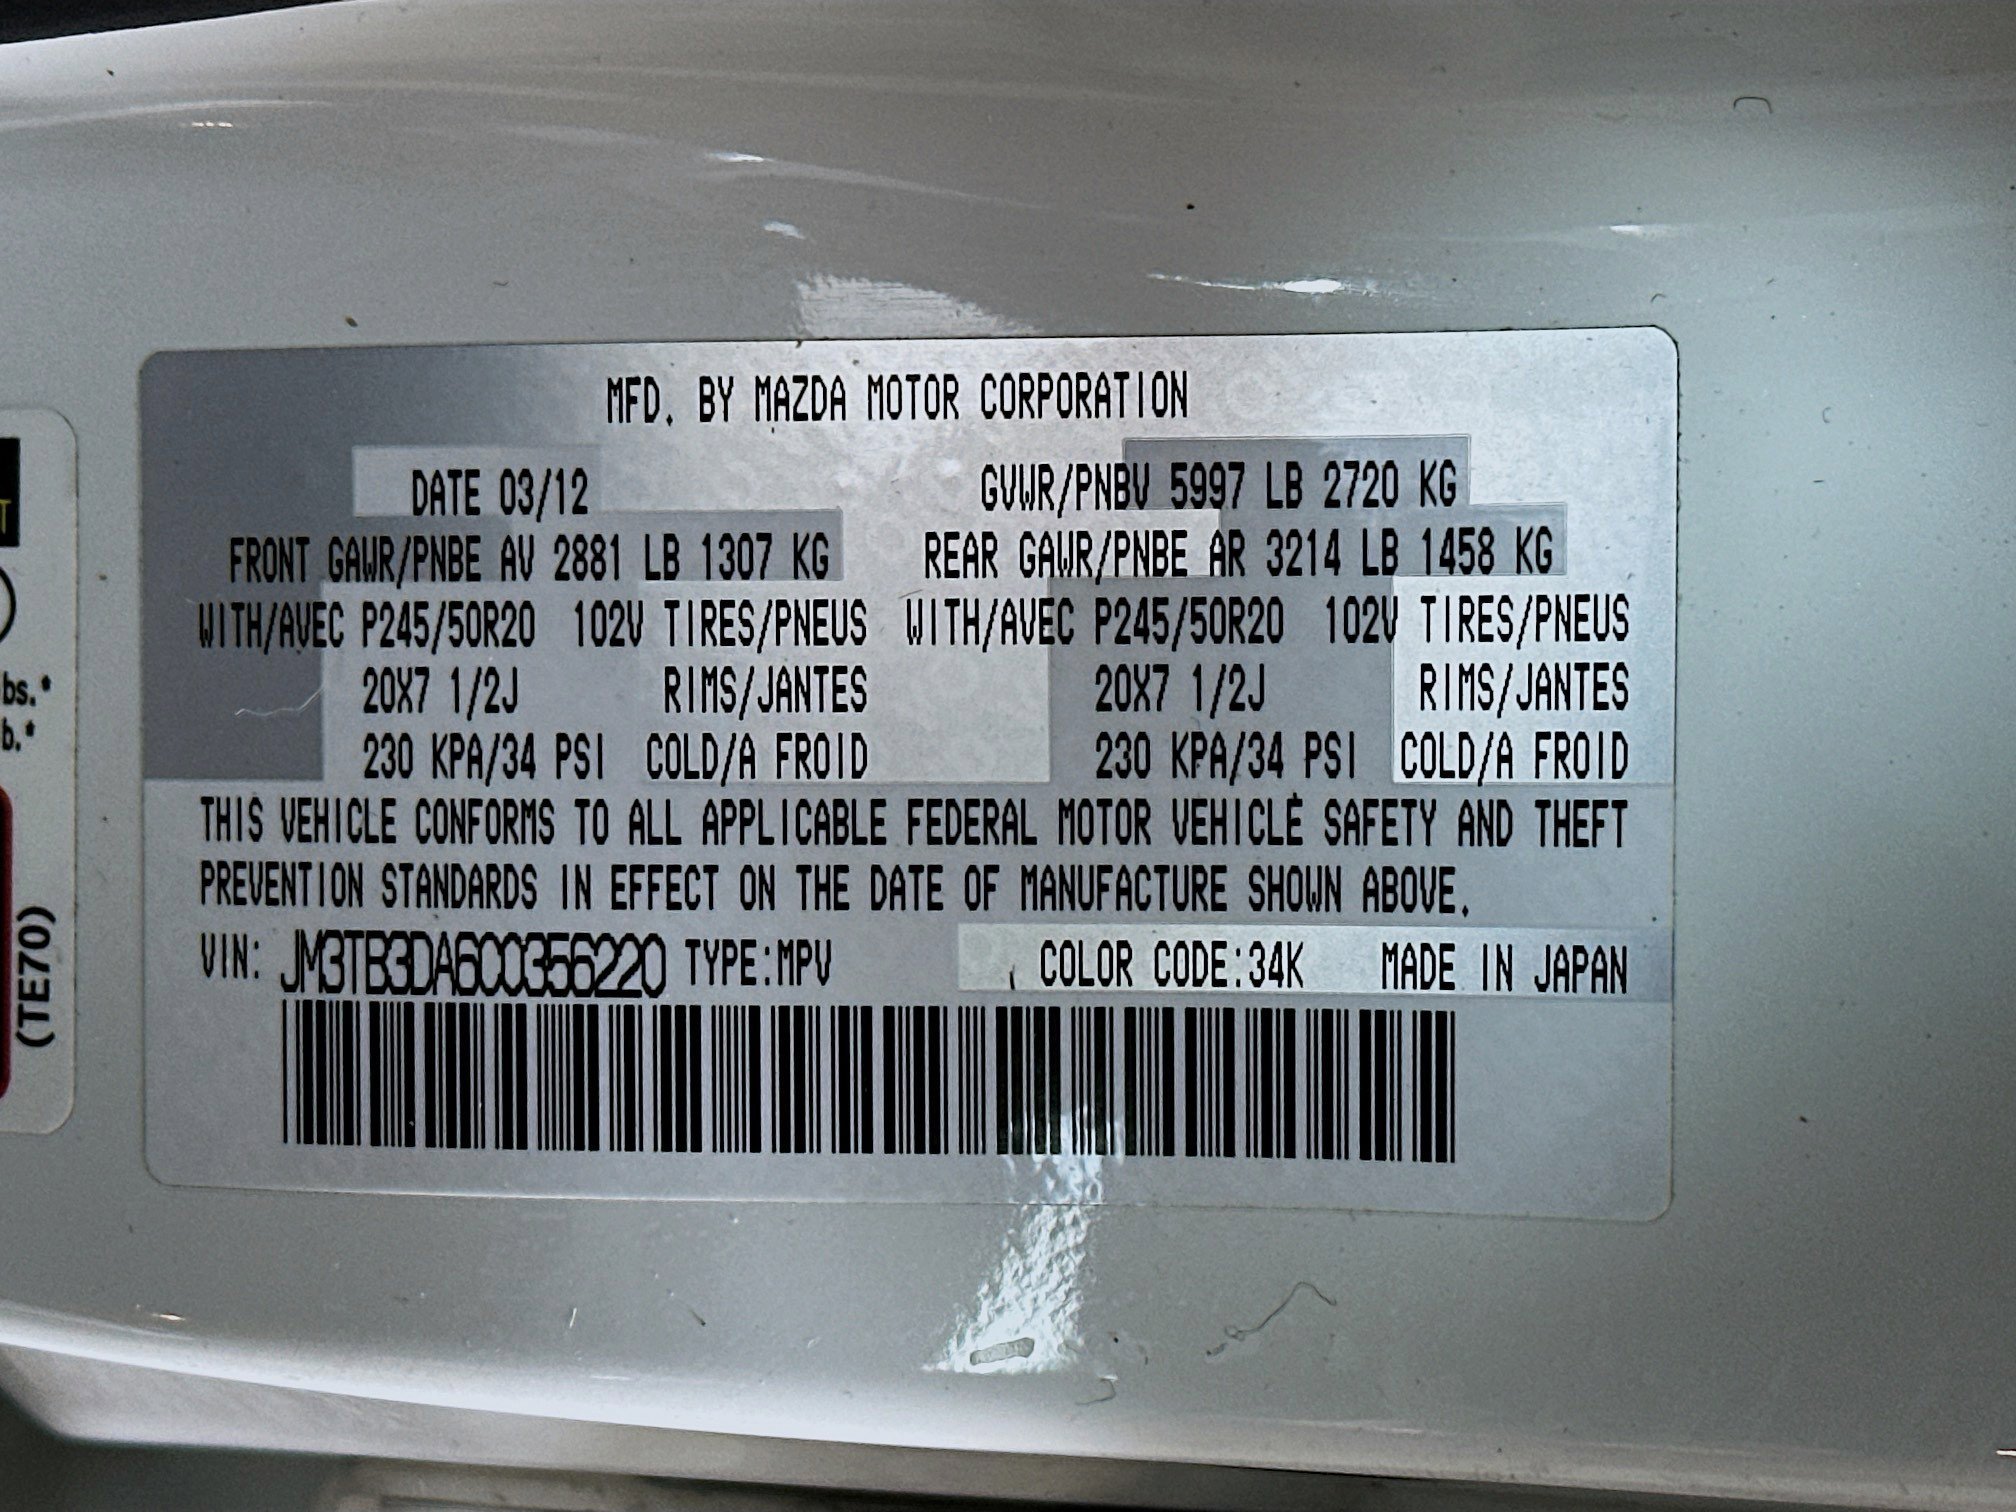 MFD. BY MAZDA MOTOR CORPORATION
DATE 03/12 GVWR/PNBV 5997 LB 2720 KG
FRONT GAWR/PNBE AV 2881 LB 1307 KG REAR GAWR/PNBE AR 3214 LB 1458 KG
WITH/AVEC P245/50R20 102V TIRES/PNEUS WITH/AVEC P245/50R20 102V TIRES/PNEUS
20X7 1/2J RIMS/JANTES 20X7 1/2J RIMS/JANTES
230 KPA/34 PSI COLD/A FROID 230 KPA/34 PSI COLD/A FROID
THIS VEHICLE CONFORMS TO ALL APPLICABLE FEDERAL MOTOR VEHICLE SAFETY AND THEFT
PREVENTION STANDARDS IN EFFECT ON THE DATE OF MANUFACTURE SHOWN ABOVE.
VIN: JM3TB3DA6C0356220 TYPE:MPV COLOR CODE:34K MADE IN JAPAN
bs.*
b.*
(TE70)